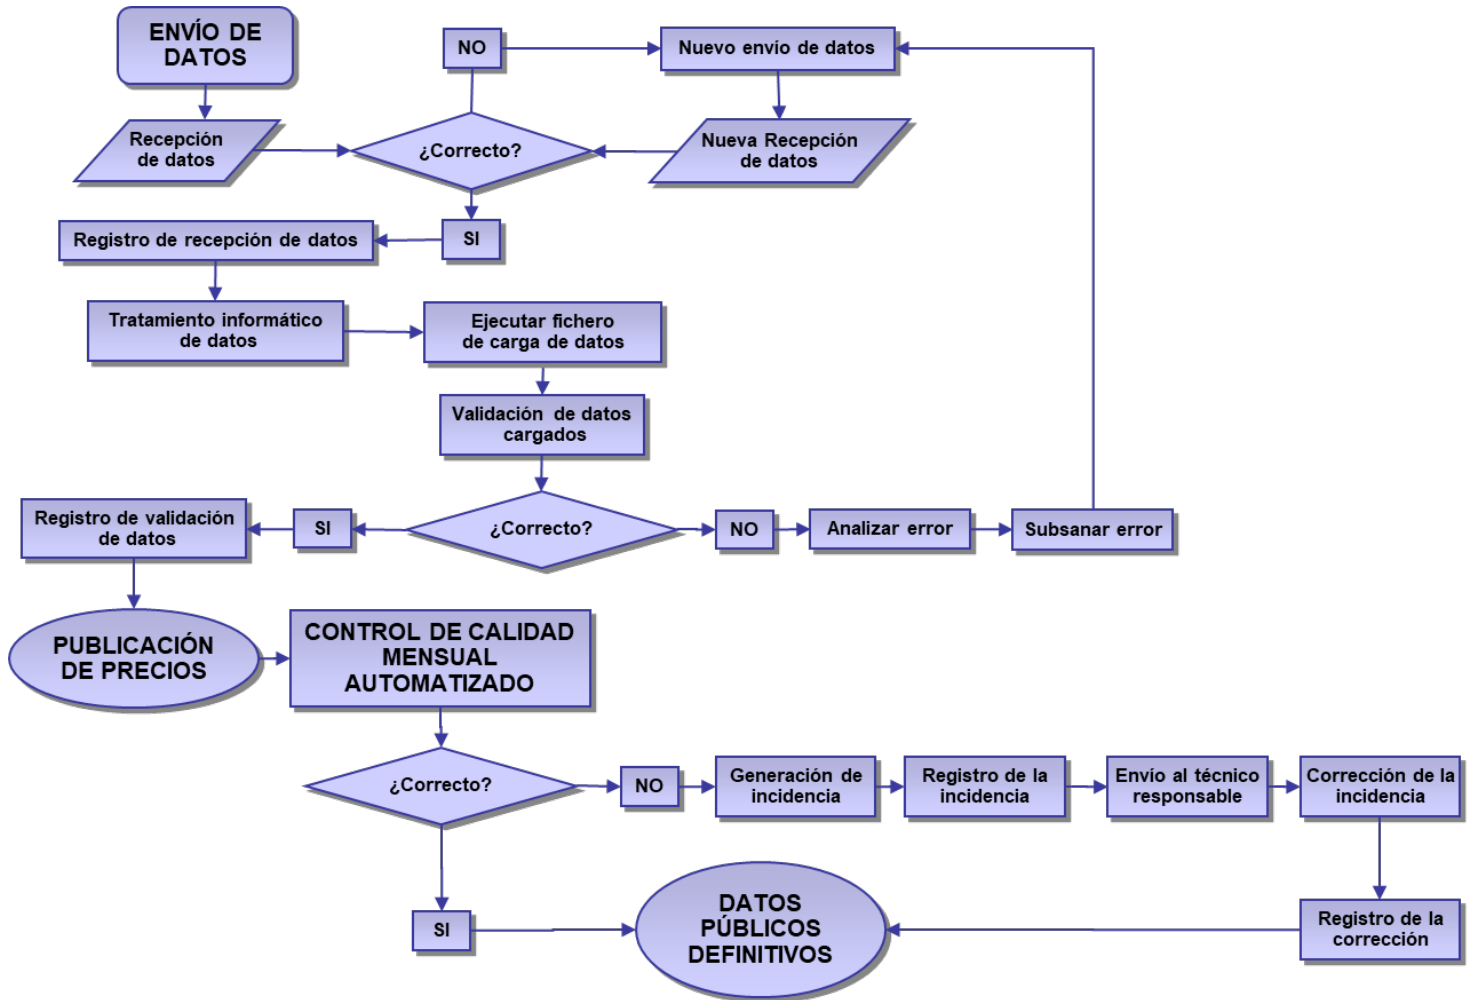 ENVÍO DE
DATOS
NO
Nuevo envío de datos
Recepción
de datos
¿Correcto?
Nueva Recepción
de datos
Registro de recepción de datos
SI
Tratamiento informático
de datos
Ejecutar fichero
de carga de datos
Validación de datos
cargados
Registro de validación
de datos
SI
¿Correcto?
NO
Analizar error
Subsanar error
PUBLICACIÓN
DE PRECIOS
CONTROL DE CALIDAD
MENSUAL
AUTOMATIZADO
¿Correcto?
NO
Generación de
incidencia
Registro de la
incidencia
Envío al técnico
responsable
Corrección de la
incidencia
SI
DATOS
PÚBLICOS
DEFINITIVOS
Registro de la
corrección